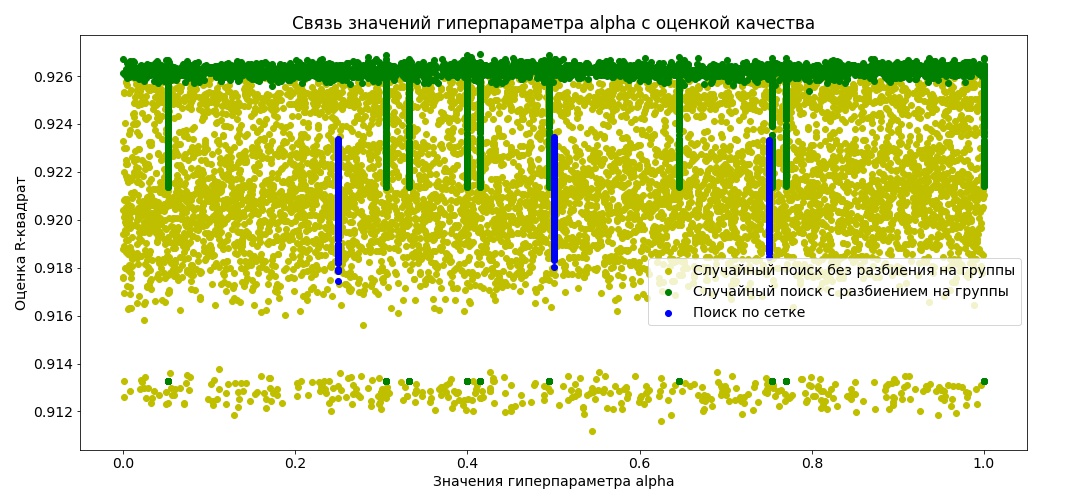 Связь значений гиперпараметра alpha с оценкой качества
Оценка R-квадрат
0.926
0.924
0.922
0.920
0.918
0.916
0.914
0.912
Случайный поиск без разбиения на группы
Случайный поиск с разбиением на группы
Поиск по сетке
0.0 0.2 0.4 0.6 0.8 1.0
Значения гиперпараметра alpha